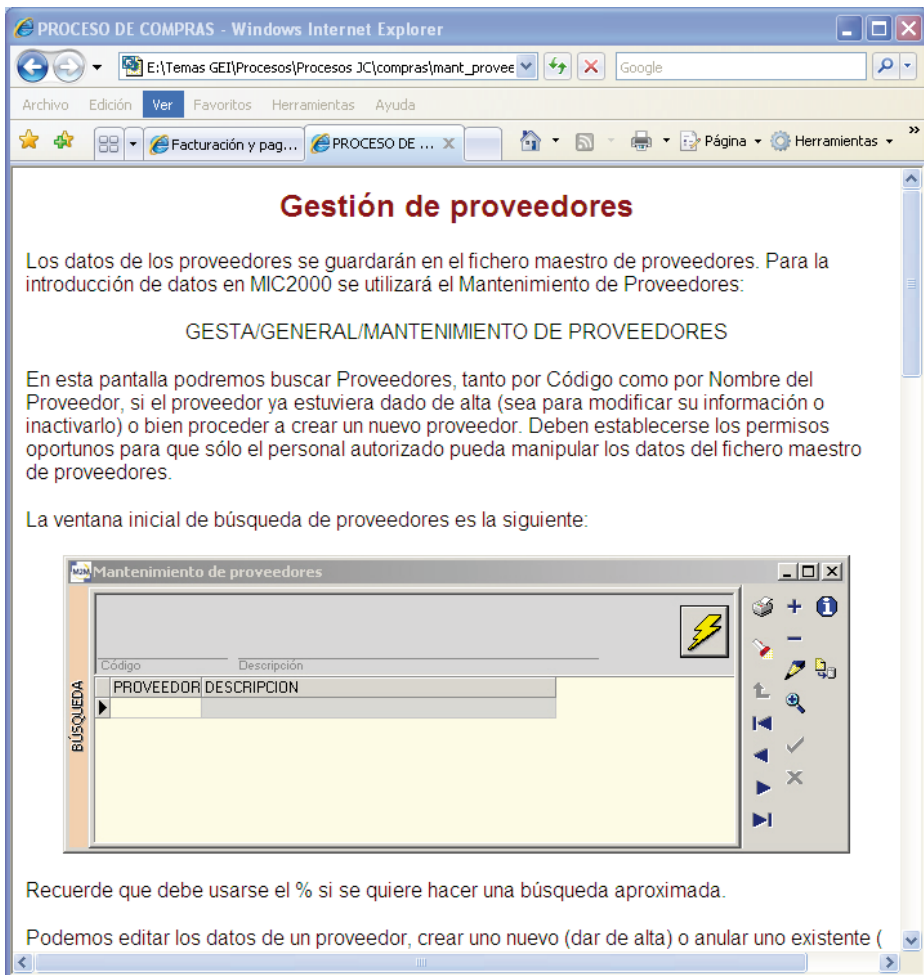 PROCESO DE COMPRAS - Windows Internet Explorer
E:\Temas GEI\Procesos\Procesos JC\compras\mant_provee
Google
Archivo Edición Ver Favoritos Herramientas Ayuda
Facturación y pag... PROCESO DE ... Página Herramientas
Gestión de proveedores
Los datos de los proveedores se guardarán en el fichero maestro de proveedores. Para la
introducción de datos en MIC2000 se utilizará el Mantenimiento de Proveedores:
GESTA/GENERAL/MANTENIMIENTO DE PROVEEDORES
En esta pantalla podremos buscar Proveedores, tanto por Código como por Nombre del
Proveedor, si el proveedor ya estuviera dado de alta (sea para modificar su información o
inactivarlo) o bien proceder a crear un nuevo proveedor. Deben establecerse los permisos
oportunos para que sólo el personal autorizado pueda manipular los datos del fichero maestro
de proveedores.
La ventana inicial de búsqueda de proveedores es la siguiente:
Mantenimiento de proveedores
Código Descripción
PROVEEDOR DESCRIPCION
BÚSQUEDA
Recuerde que debe usarse el % si se quiere hacer una búsqueda aproximada.
Podemos editar los datos de un proveedor, crear uno nuevo (dar de alta) o anular uno existente (